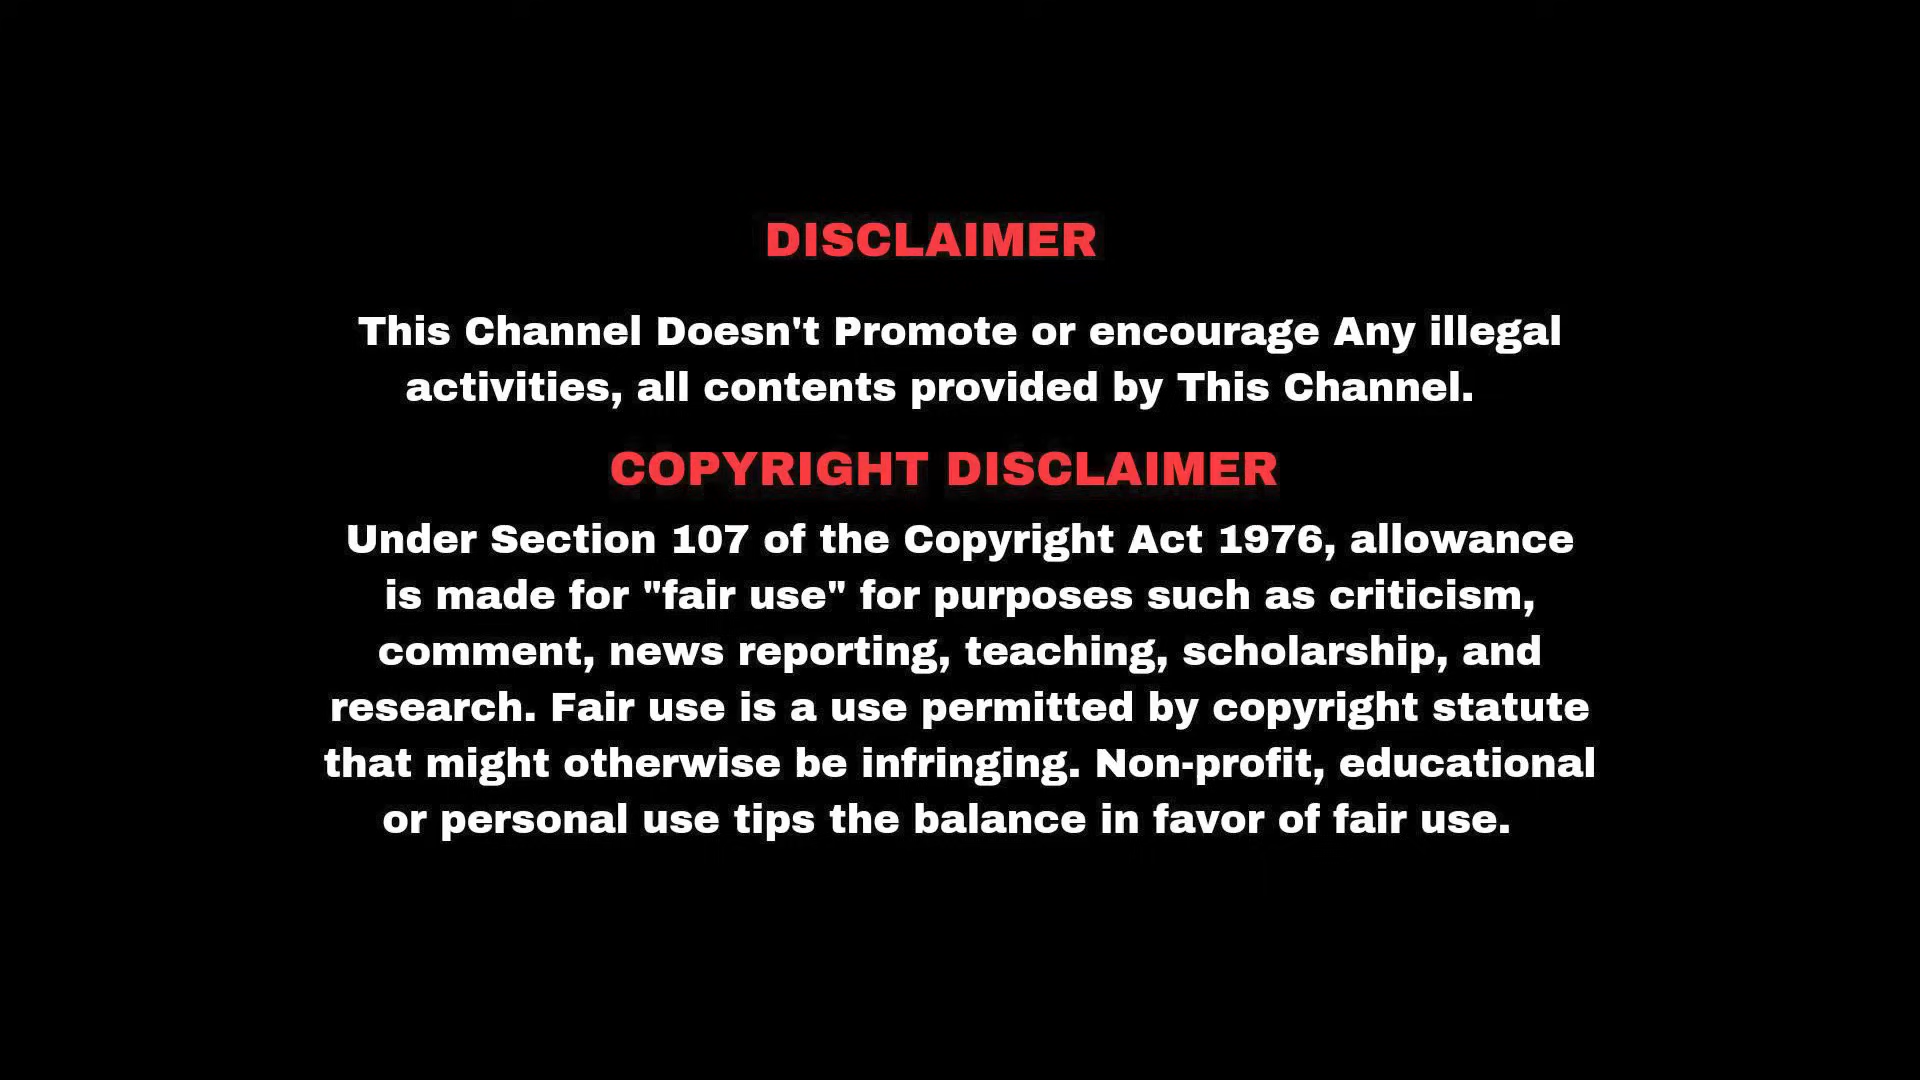 DISCLAIMER
This Channel Doesn't Promote or encourage Any illegal
activities, all contents provided by This Channel.
COPYRIGHT DISCLAIMER
Under Section 107 of the Copyright Act 1976, allowance
is made for "fair use" for purposes such as criticism,
comment, news reporting, teaching, scholarship, and
research. Fair use is a use permitted by copyright statute
that might otherwise be infringing. Non-profit, educational
or personal use tips the balance in favor of fair use.